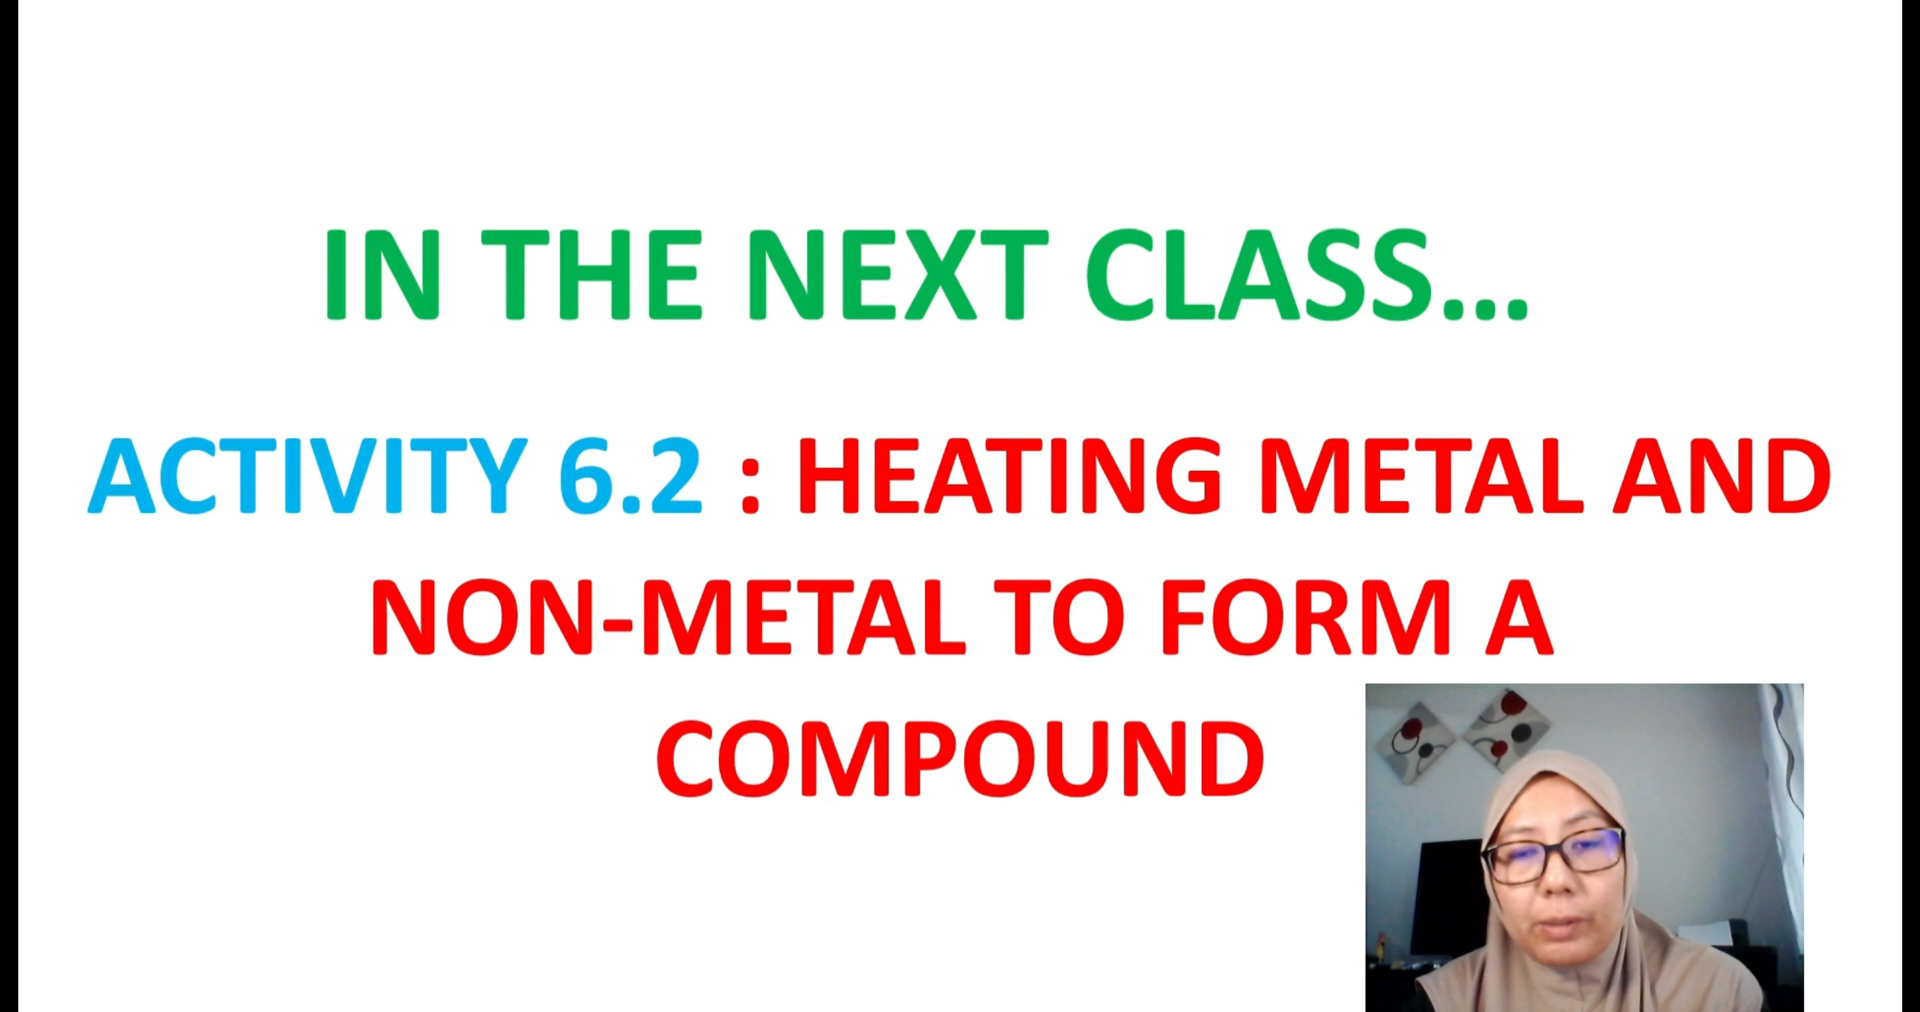 IN THE NEXT CLASS...
ACTIVITY 6.2 : HEATING METAL AND
NON-METAL TO FORM A
COMPOUND